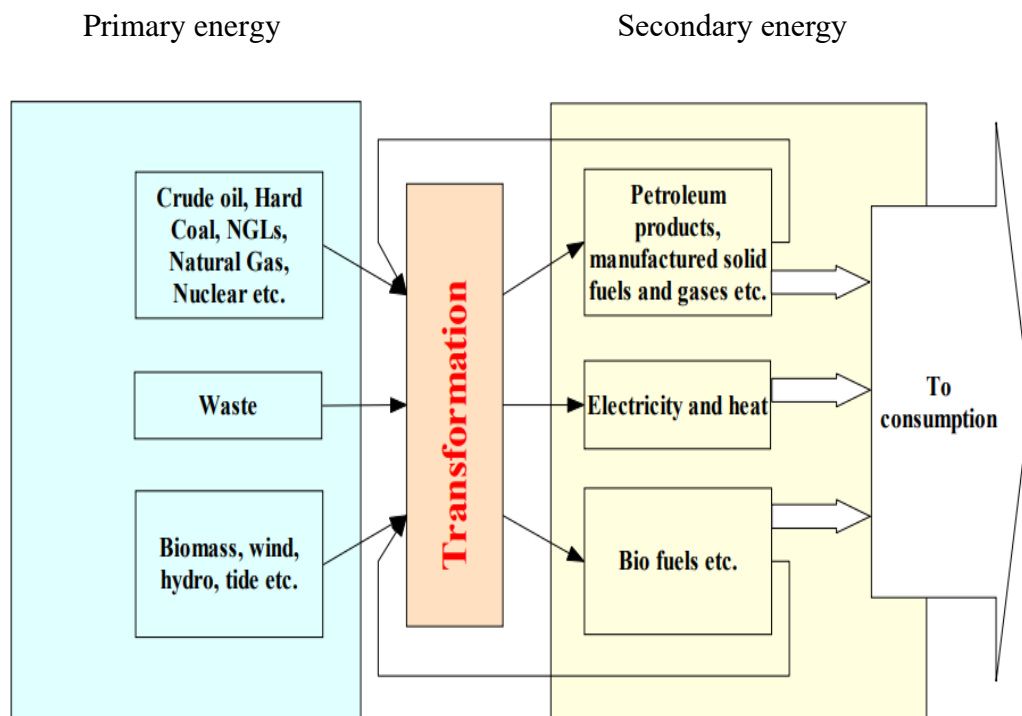 Primary energy
Secondary energy
Crude oil, Hard
Coal, NGLs,
Natural Gas,
Nuclear etc.
Waste
Biomass, wind,
hydro, tide etc.
Transformation
Petroleum
products,
manufactured solid
fuels and gases etc.
Electricity and heat
Bio fuels etc.
To
consumption